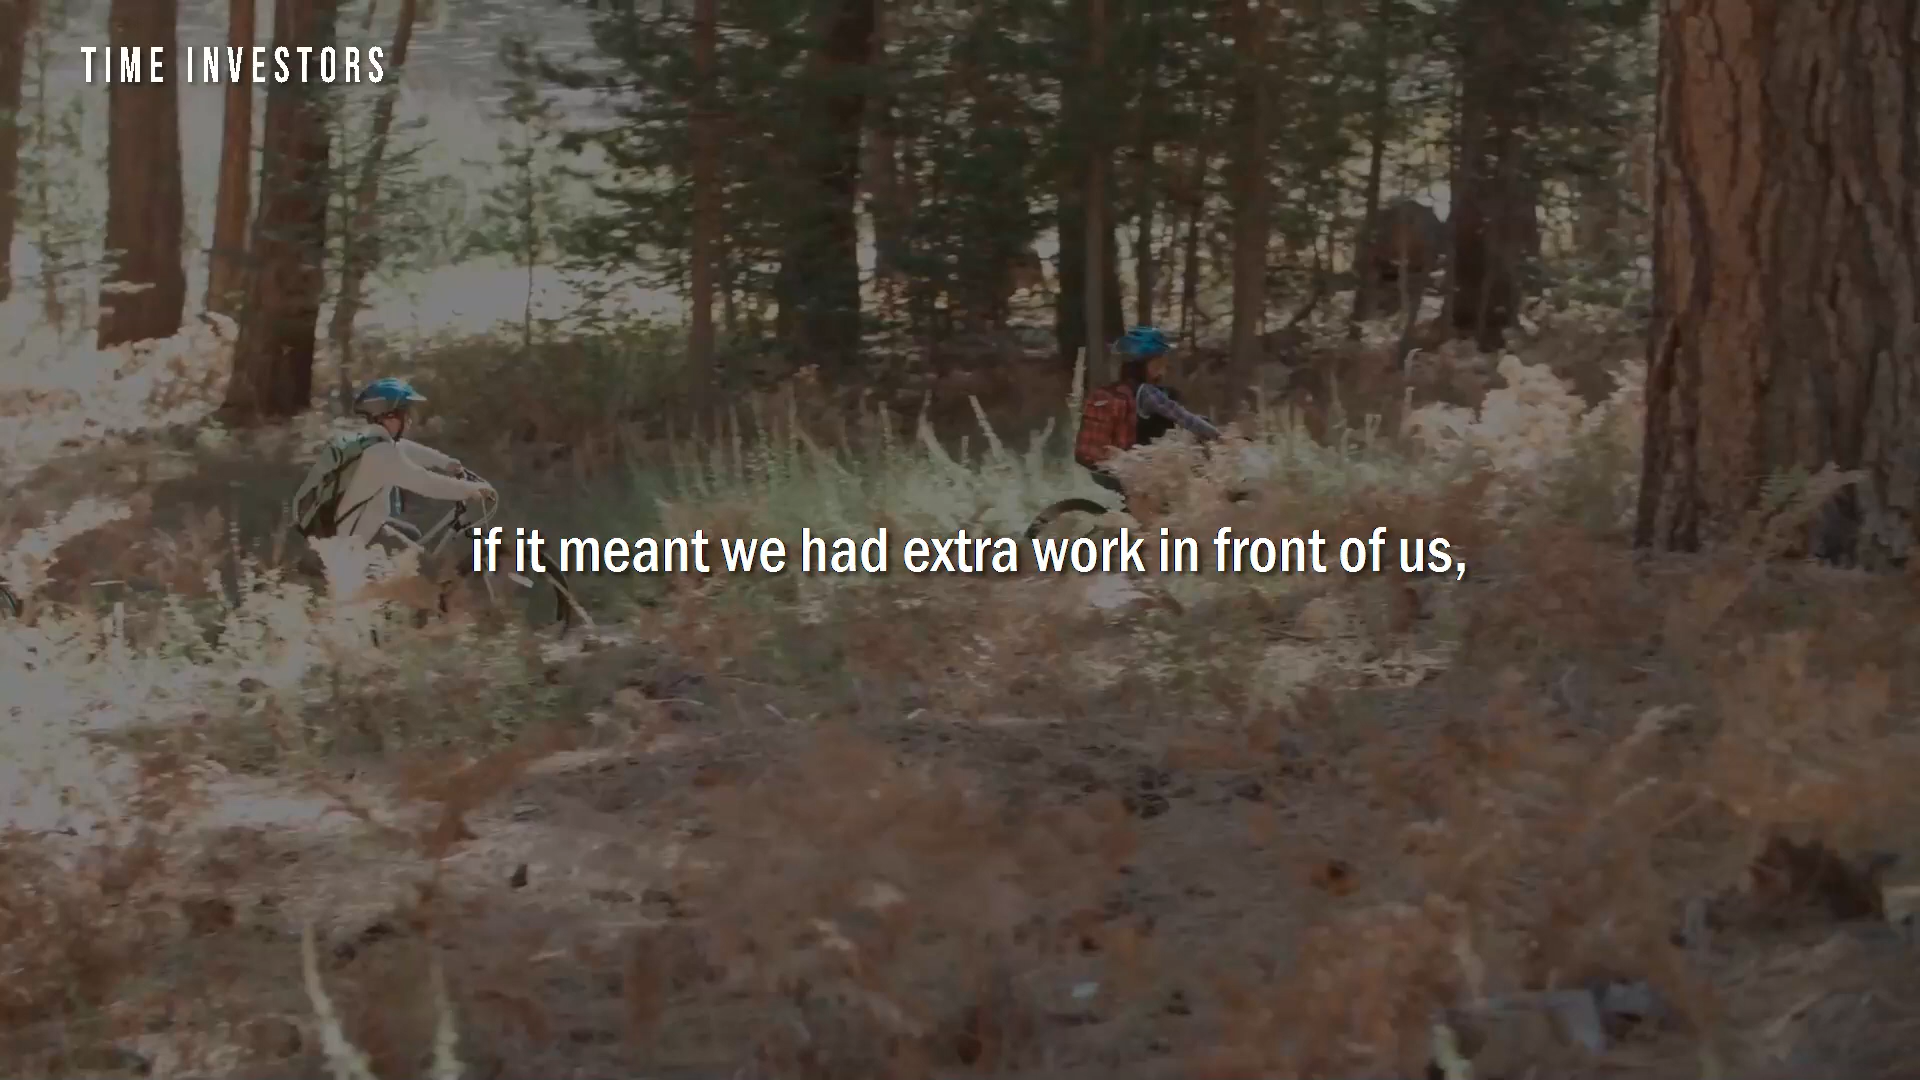 TIME INVESTORS
if it meant we had extra work in front of us,